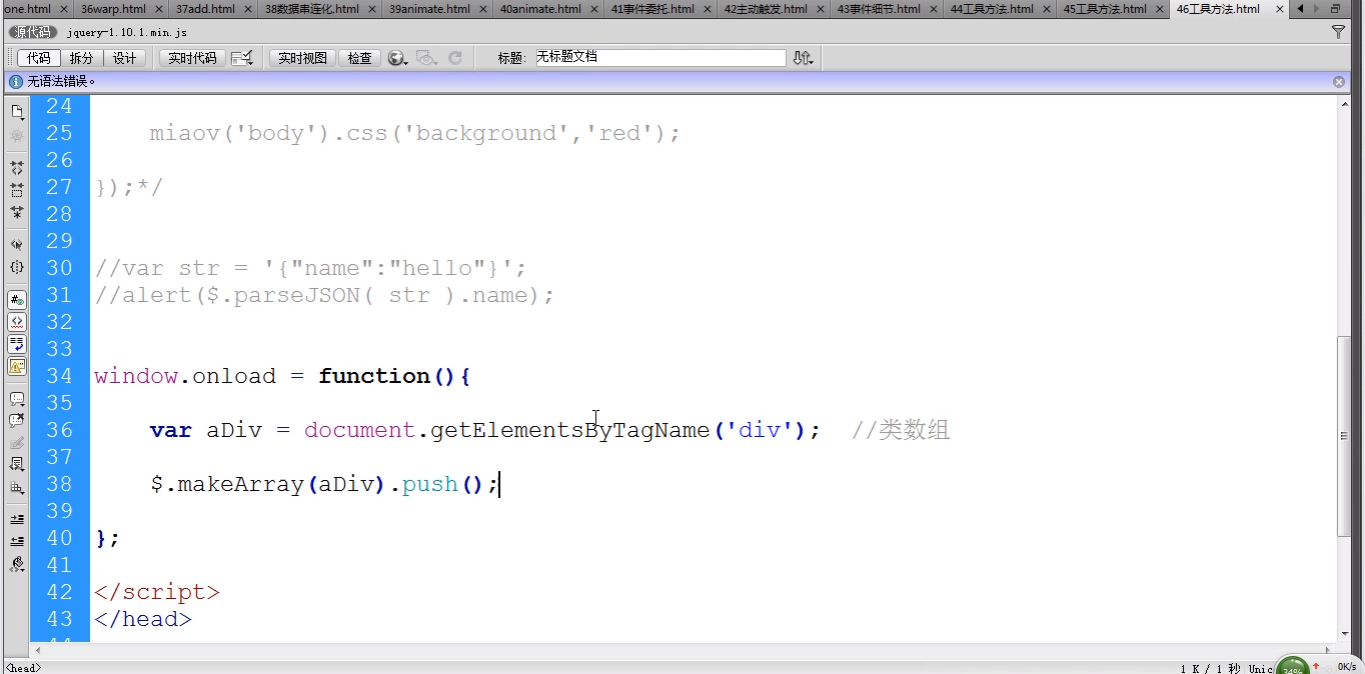 one.html 36warp.html 37add.html 38数据串连化.html 39animate.html 40animate.html 41事件委托.html 42主动触发.html 43事件细节.html 44工具方法.html 45工具方法.html 46工具方法.html
源代码 jquery-1.10.1.min.js
代码 拆分 设计 实时代码 实时视图 检查 标题: 无标题文档
无语法错误。
24
25 miaov('body').css('background','red');
26
27 });*/
28
29
30 //var str = '{"name":"hello"}';
31 //alert($.parseJSON( str ).name);
32
33
34 window.onload = function(){
35
36 var aDiv = document.getElementsByTagName('div'); //类数组
37
38 $.makeArray(aDiv).push();
39
40 };
41
42 </script>
43 </head>
<head> 1 K / 1 秒 Unic 34% 0K/s